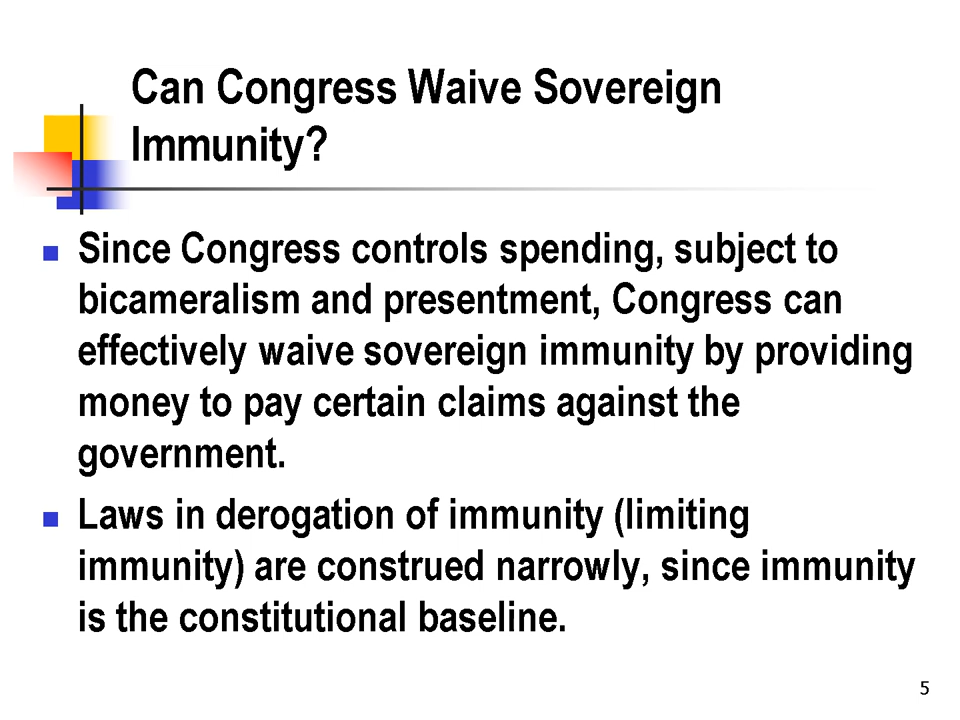 Can Congress Waive Sovereign
Immunity?
Since Congress controls spending, subject to
bicameralism and presentment, Congress can
effectively waive sovereign immunity by providing
money to pay certain claims against the
government.
Laws in derogation of immunity (limiting
immunity) are construed narrowly, since immunity
is the constitutional baseline.
5